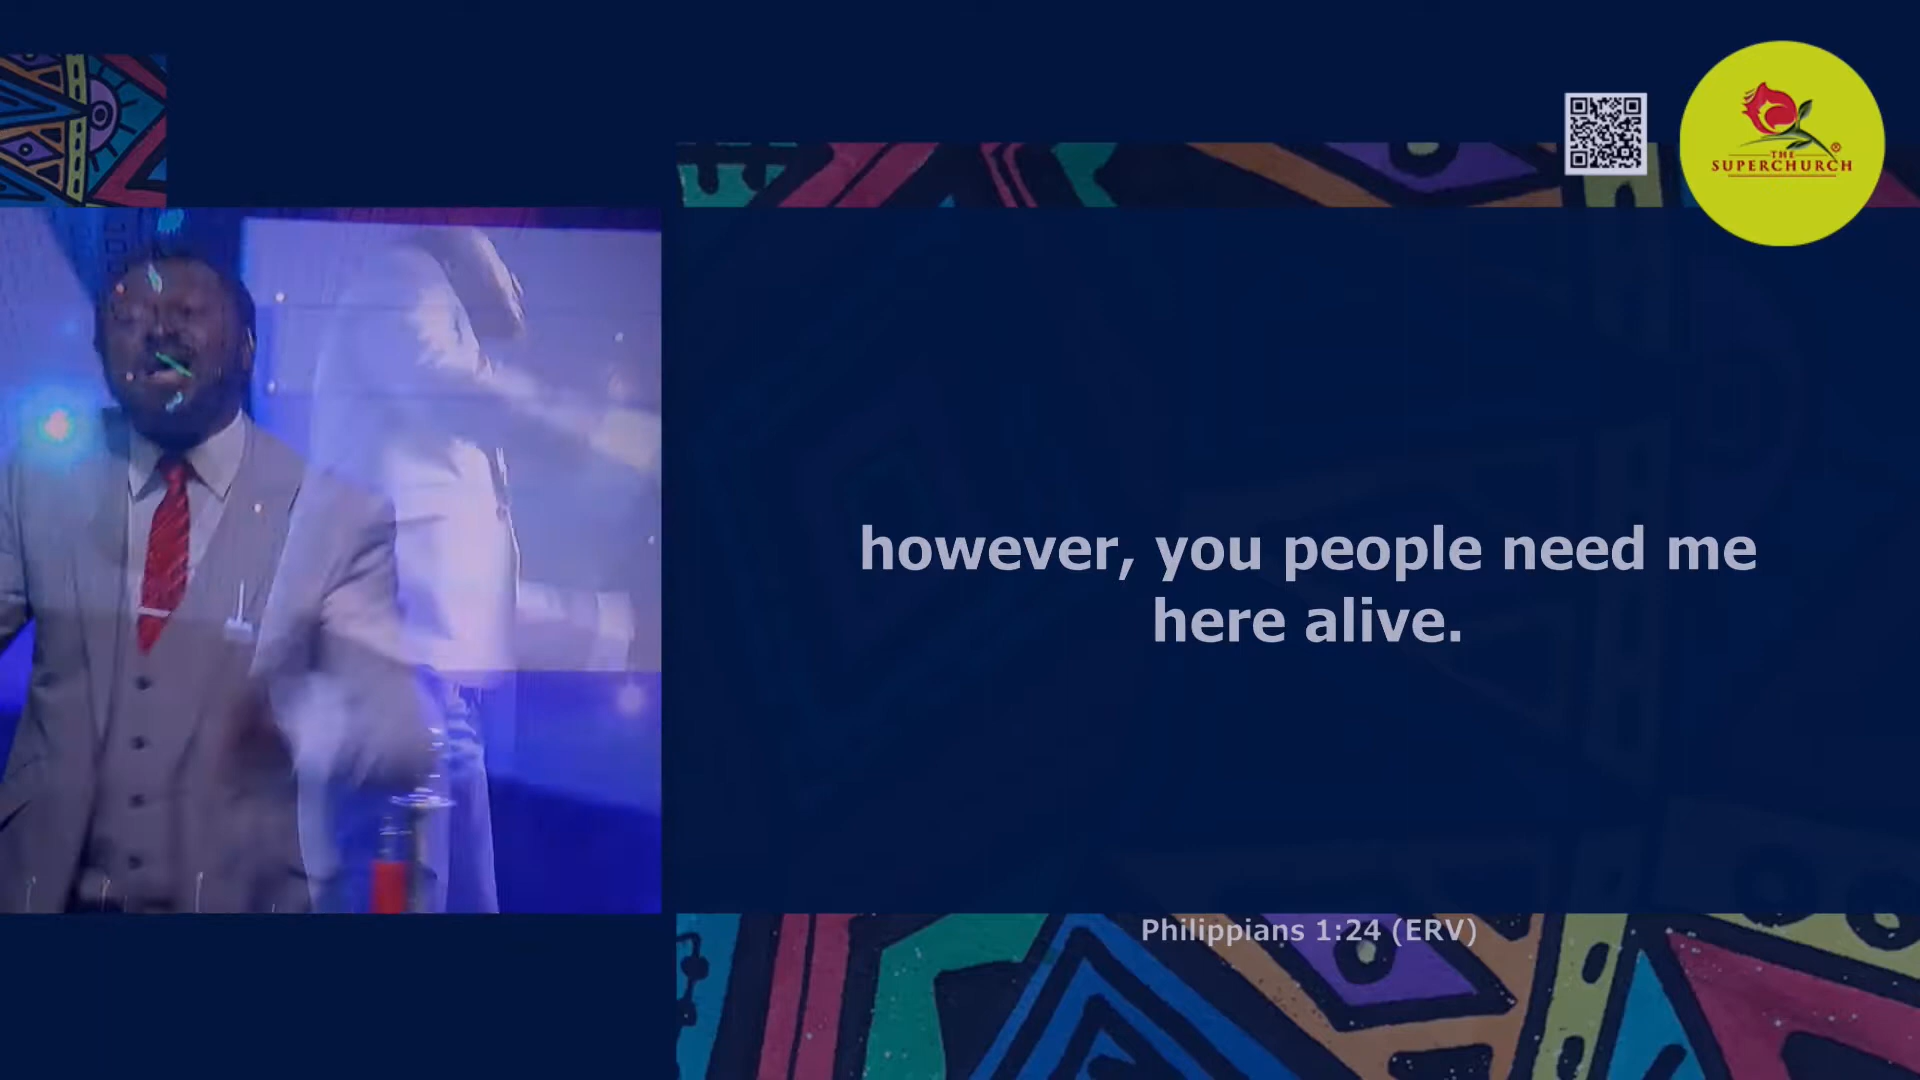 THE
SUPERCHURCH®
however, you people need me
here alive.
Philippians 1:24 (ERV)